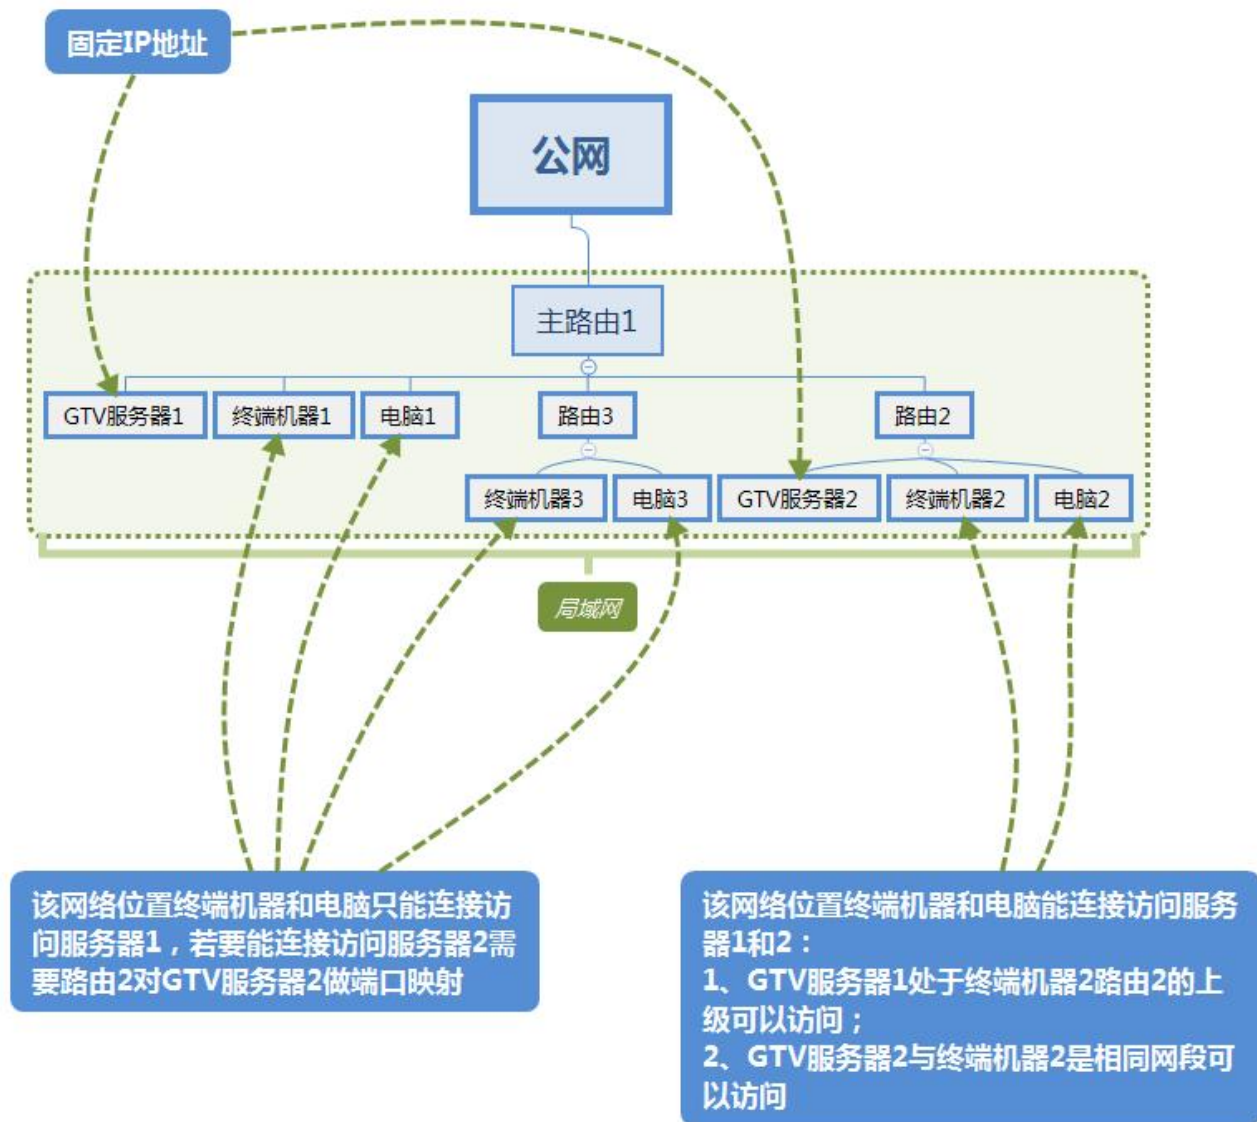 固定IP地址
公网
主路由1
GTV服务器1
终端机器1
电脑1
路由3
路由2
终端机器3
电脑3
GTV服务器2
终端机器2
电脑2
局域网
该网络位置终端机器和电脑只能连接访
问服务器1，若要能连接访问服务器2需
要路由2对GTV服务器2做端口映射
该网络位置终端机器和电脑能连接访问服务
器1和2：
1、GTV服务器1处于终端机器2路由2的上
级可以访问；
2、GTV服务器2与终端机器2是相同网段可
以访问